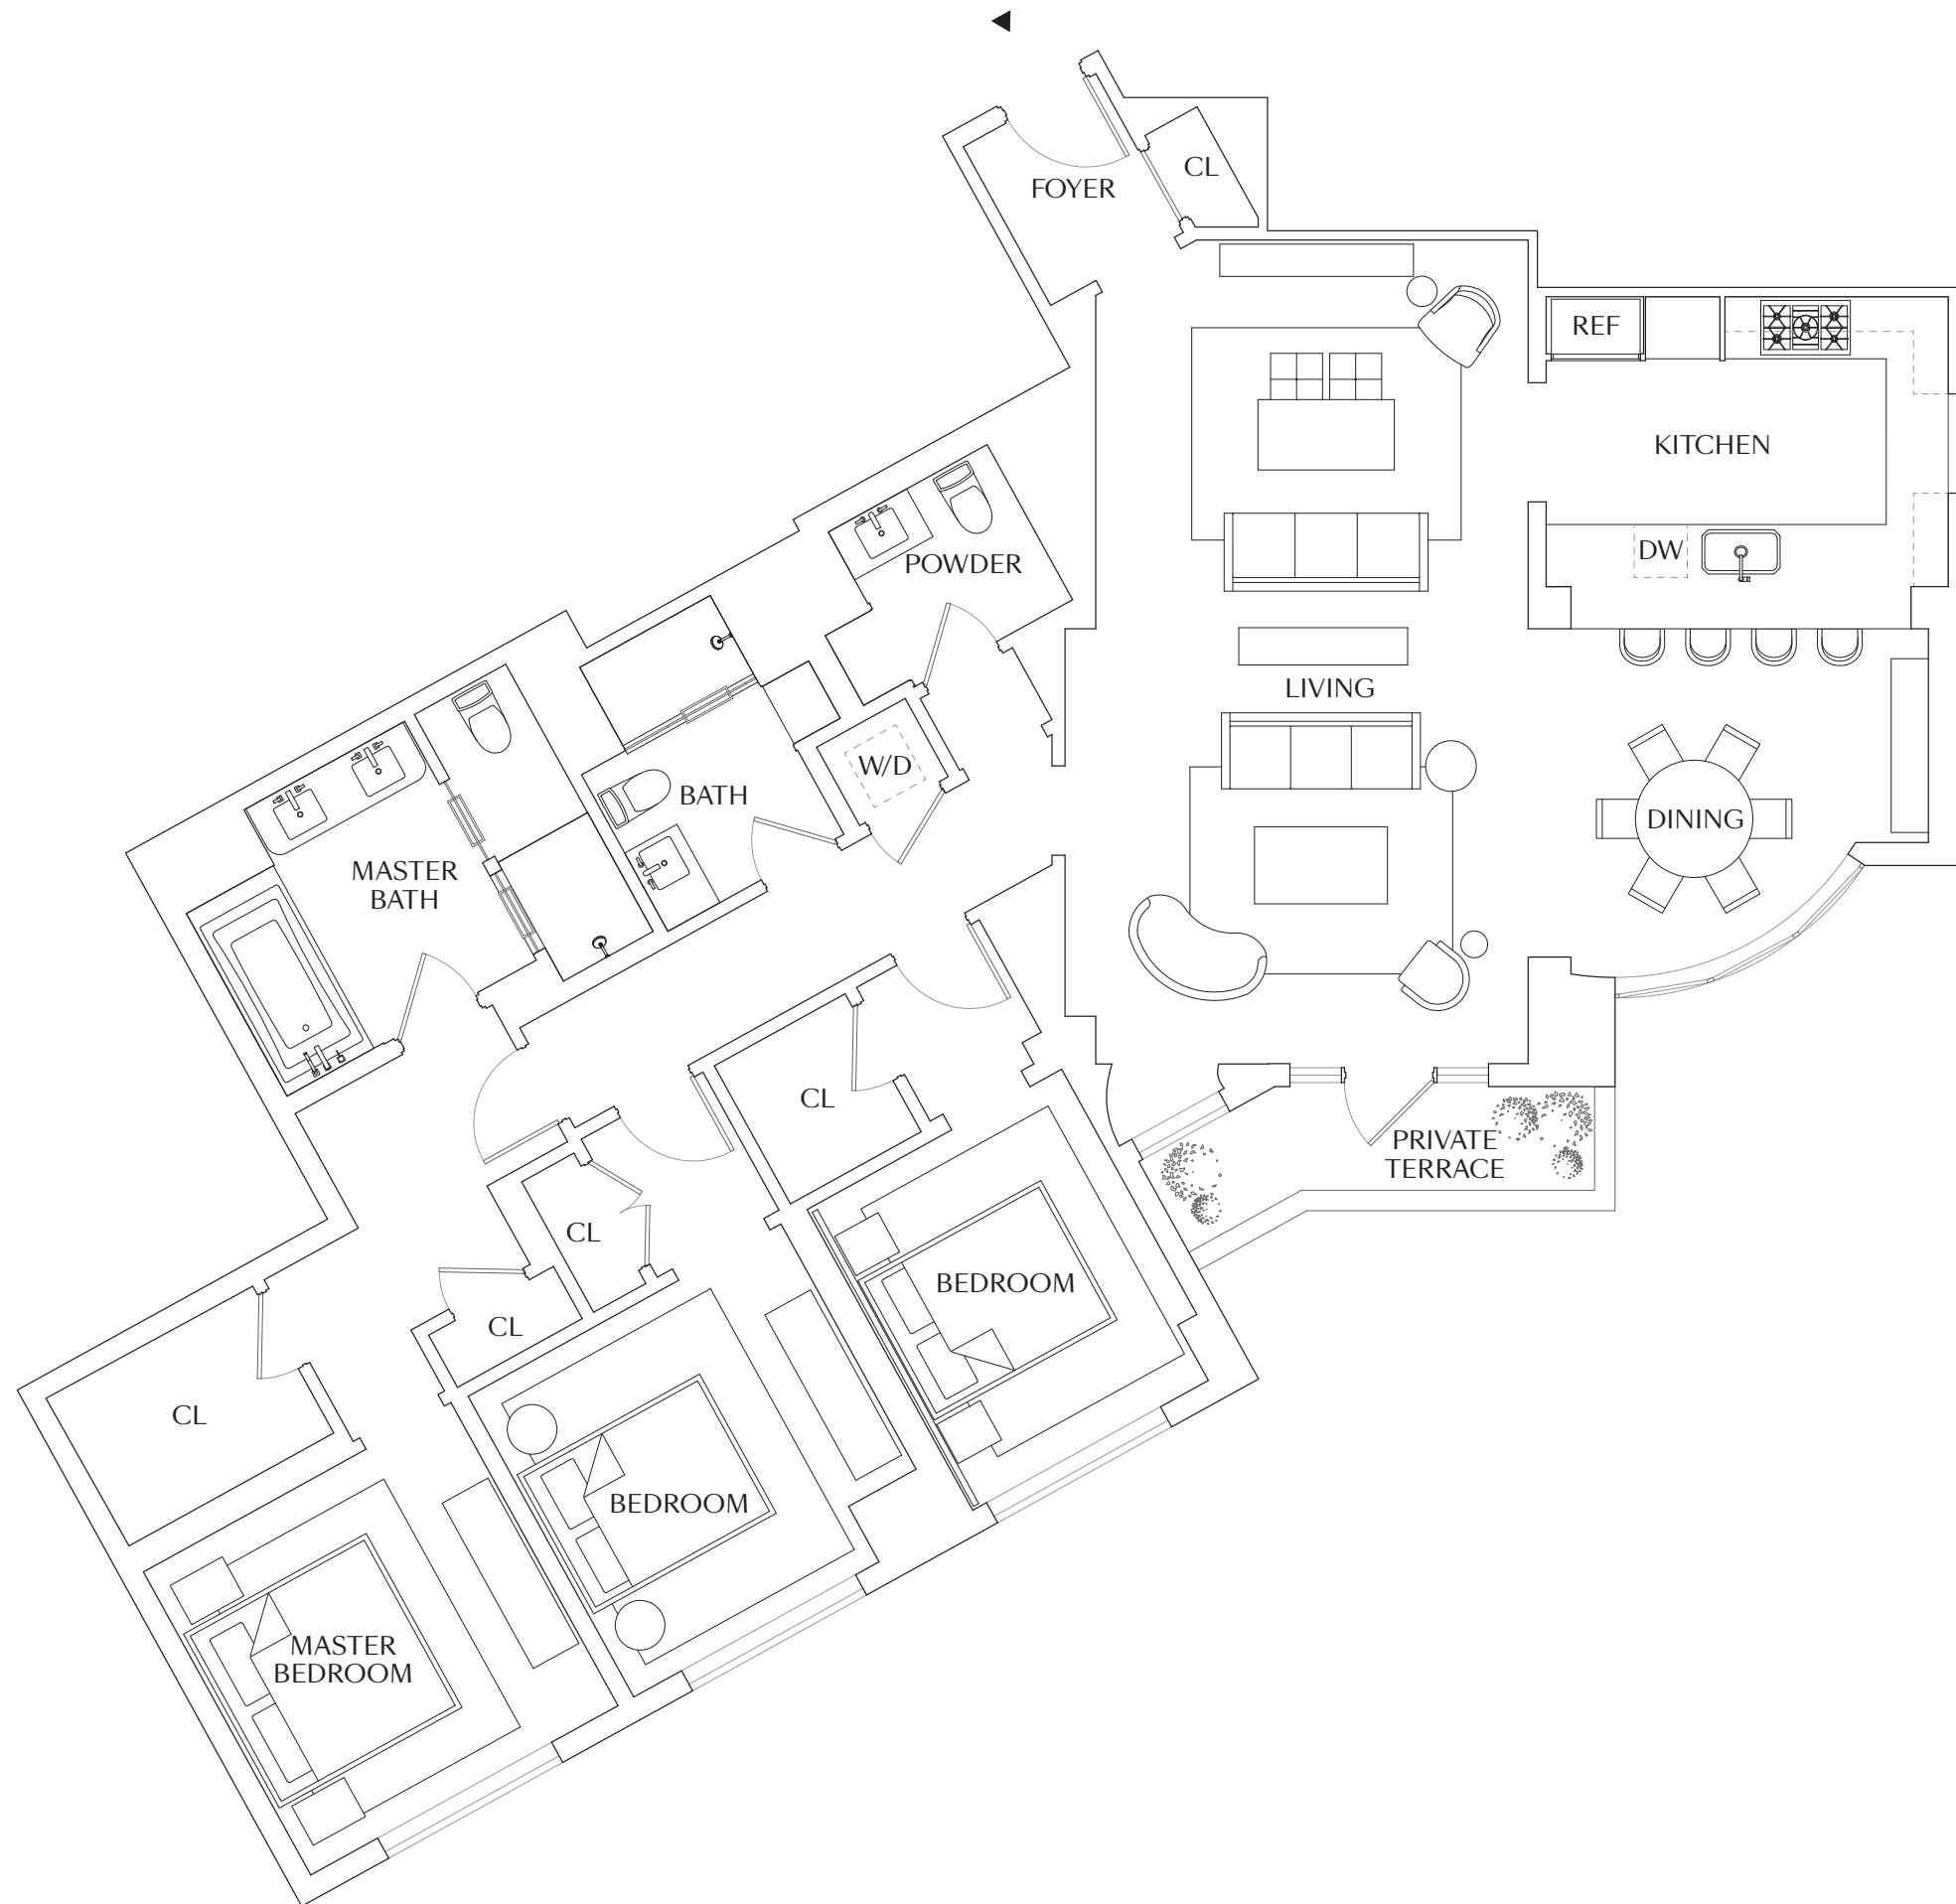 FOYER
CL
REF
KITCHEN
DW
POWDER
LIVING
W/D
BATH
DINING
MASTER
BATH
CL
PRIVATE
TERRACE
CL
BEDROOM
CL
CL
BEDROOM
MASTER
BEDROOM